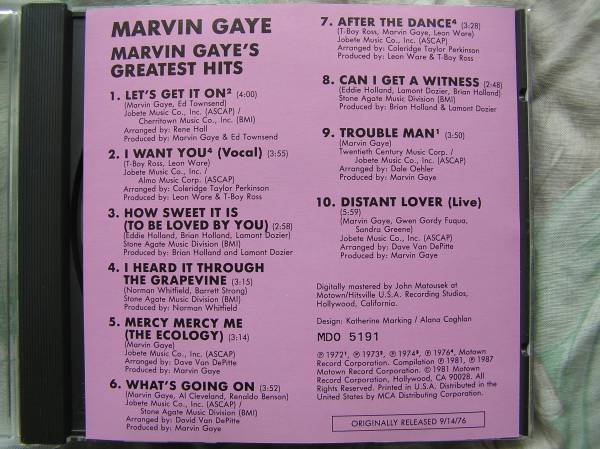 MARVIN GAYE
MARVIN GAYE'S
GREATEST HITS
1. LET'S GET IT ON² (4:00)
(Marvin Gaye, Ed Townsend)
Jobete Music Co., Inc. (ASCAP) /
Cherritown Music Co., Inc. (BMI)
Arranged by: Rene Hall
Produced by: Marvin Gaye & Ed Townsend
2. I WANT YOU⁴ (Vocal) (3:55)
(T-Boy Ross, Leon Ware)
Jobete Music Co., Inc. /
Almo Music Corp. (ASCAP)
Arranged by: Coleridge Taylor Perkinson
Produced by: Leon Ware & T-Boy Ross
3. HOW SWEET IT IS
(TO BE LOVED BY YOU) (2:58)
(Eddie Holland, Brian Holland, Lamont Dozier)
Stone Agate Music Division (BMI)
Produced by: Brian Holland and Lamont Dozier
4. I HEARD IT THROUGH
THE GRAPEVINE (3:15)
(Norman Whitfield, Barrett Strong)
Stone Agate Music Division (BMI)
Produced by: Norman Whitfield
5. MERCY MERCY ME
(THE ECOLOGY) (3:14)
(Marvin Gaye)
Jobete Music Co., Inc. (ASCAP)
Arranged by: Dave Van DePitte
Produced by: Marvin Gaye
6. WHAT'S GOING ON (3:52)
(Marvin Gaye, Al Cleveland, Renaldo Benson)
Jobete Music Co., Inc. (ASCAP) /
Stone Agate Music Division (BMI)
Arranged by: David Van DePitte
Produced by: Marvin Gaye
7. AFTER THE DANCE⁴ (3:28)
(T-Boy Ross, Marvin Gaye, Leon Ware)
Jobete Music Co., Inc. (ASCAP)
Arranged by: Coleridge Taylor Perkinson
Produced by: Leon Ware & T-Boy Ross
8. CAN I GET A WITNESS (2:48)
(Eddie Holland, Lamont Dozier, Brian Holland)
Stone Agate Music Division (BMI)
Produced by: Brian Holland & Lamont Dozier
9. TROUBLE MAN¹ (3:50)
(Marvin Gaye)
Twentieth Century Music Corp. /
Jobete Music Co., Inc. (ASCAP)
Arranged by: Dale Oehler
Produced by: Marvin Gaye
10. DISTANT LOVER (Live)
(5:59)
(Marvin Gaye, Gwen Gordy Fuqua,
Sandra Greene)
Jobete Music Co., Inc. (ASCAP)
Arranged by: Dave Van DePitte
Produced by: Marvin Gaye
Digitally mastered by John Matousek at
Motown/Hitsville U.S.A. Recording Studios,
Hollywood, California.
Design: Katherine Marking / Alana Coghlan
MDO 5191
℗ 1972¹, ℗ 1973², ℗ 1974³, ℗ 1976⁴, Motown
Record Corporation. Compilation ℗ 1981, ℗ 1987
Motown Record Corporation. © 1981 Motown
Record Corporation, Hollywood, CA 90028. All
Rights Reserved. Printed in U.S.A. Distributed in the
United States by MCA Distributing Corporation.
ORIGINALLY RELEASED 9/14/76